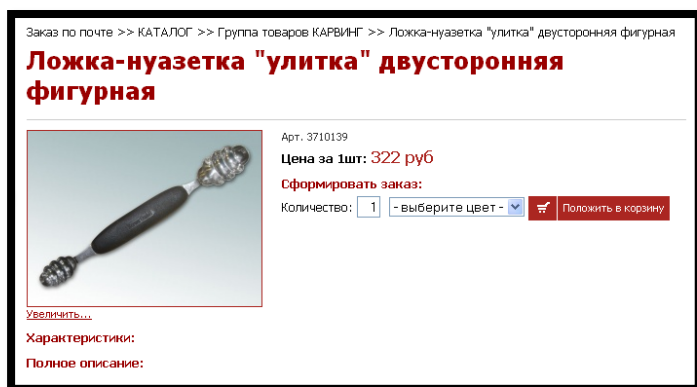 Заказ по почте >> КАТАЛОГ >> Группа товаров КАРВИНГ >> Ложка-нуазетка "улитка" двусторонняя фигурная
Ложка-нуазетка "улитка" двусторонняя
фигурная
Арт. 3710139
Цена за 1шт: 322 руб
Сформировать заказ:
Количество: 1 - выберите цвет - Положить в корзину
Увеличить...
Характеристики:
Полное описание: